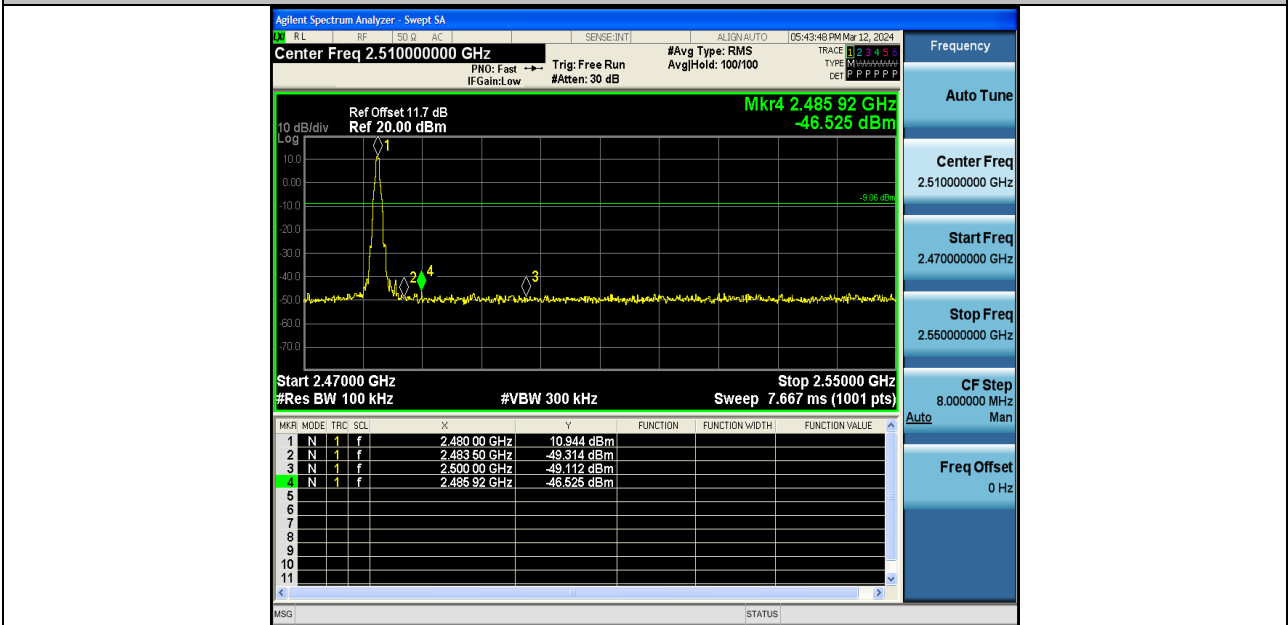 Agilent Spectrum Analyzer - Swept SA
LXI RL RF 50 Ω AC SENSE:INT ALIGN AUTO 05:43:48 PM Mar 12, 2024
Center Freq 2.510000000 GHz
PNO: Fast
IFGain:Low
Trig: Free Run
#Atten: 30 dB
#Avg Type: RMS
Avg|Hold: 100/100
TRACE 1 2 3 4 5 6
TYPE M W W W W W
DET P P P P P P
Frequency
Auto Tune
Center Freq
2.510000000 GHz
Start Freq
2.470000000 GHz
Stop Freq
2.550000000 GHz
CF Step
8.000000 MHz
Auto Man
Freq Offset
0 Hz
Mkr4 2.485 92 GHz
-46.525 dBm
Ref Offset 11.7 dB
10 dB/div Ref 20.00 dBm
Log
10.0
0.00
-10.0
-20.0
-30.0
-40.0
-50.0
-60.0
-70.0
1
2
4
3
-9.06 dBm
Start 2.47000 GHz Stop 2.55000 GHz
#Res BW 100 kHz #VBW 300 kHz Sweep 7.667 ms (1001 pts)
MKR MODE TRC SCL X Y FUNCTION FUNCTION WIDTH FUNCTION VALUE
1 N 1 f 2.480 00 GHz 10.944 dBm
2 N 1 f 2.483 50 GHz -49.314 dBm
3 N 1 f 2.500 00 GHz -49.112 dBm
4 N 1 f 2.485 92 GHz -46.525 dBm
5
6
7
8
9
10
11
MSG STATUS